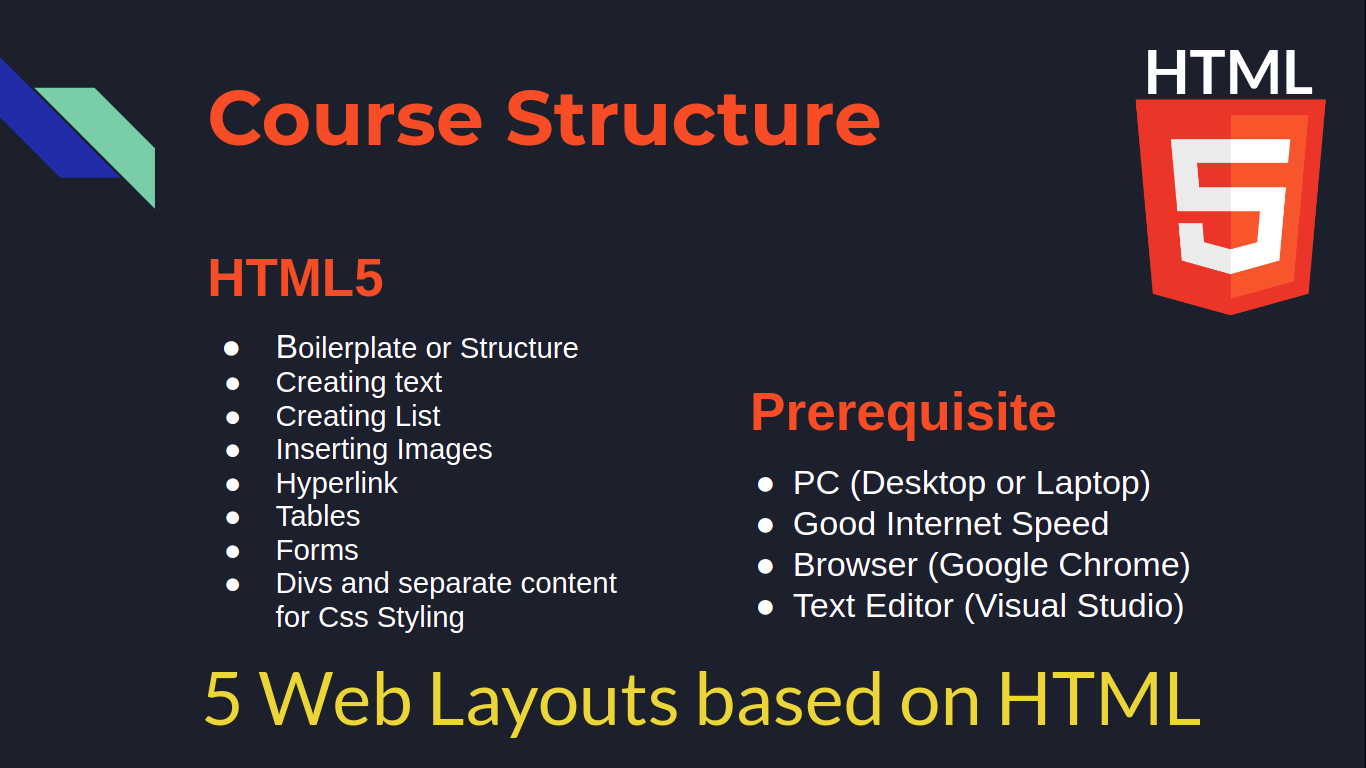 Course Structure
HTML
5
HTML5
● Boilerplate or Structure
● Creating text
● Creating List
● Inserting Images
● Hyperlink
● Tables
● Forms
● Divs and separate content
for Css Styling
Prerequisite
● PC (Desktop or Laptop)
● Good Internet Speed
● Browser (Google Chrome)
● Text Editor (Visual Studio)
5 Web Layouts based on HTML